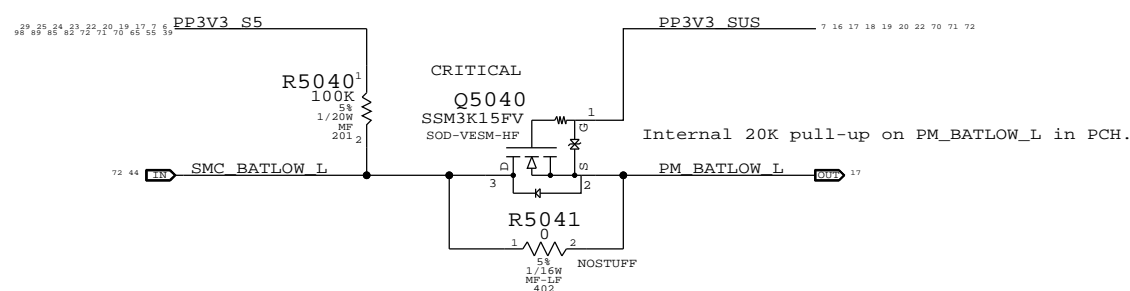 29 25 24 23 22 20 19 17 7 6
98 89 85 82 72 71 70 65 55 39
PP3V3_S5
PP3V3_SUS
7 16 17 18 19 20 22 70 71 72
R5040
1
100K
5%
1/20W
MF
201
2
CRITICAL
Q5040
SSM3K15FV
SOD-VESM-HF
1
G
D
S
3
2
Internal 20K pull-up on PM_BATLOW_L in PCH.
72 44
IN
SMC_BATLOW_L
PM_BATLOW_L
OUT
17
R5041
0
1
2
5%
1/16W
MF-LF
402
NOSTUFF